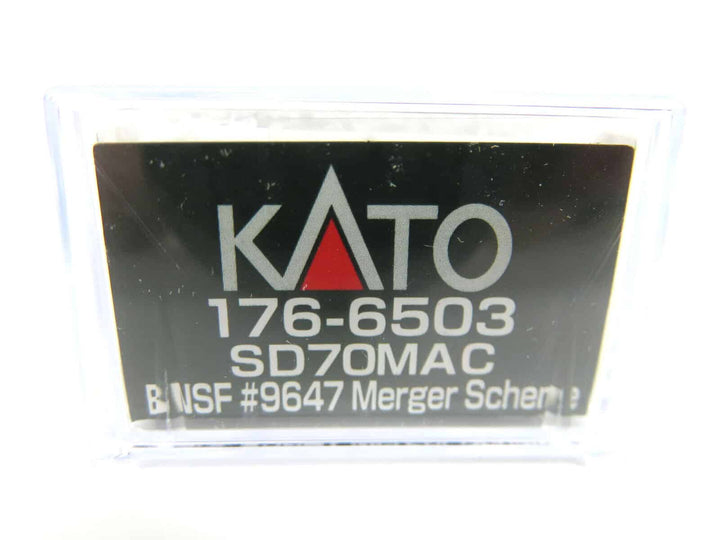 KATO
176-6503
SD70MAC
BNSF #9647 Merger Scheme